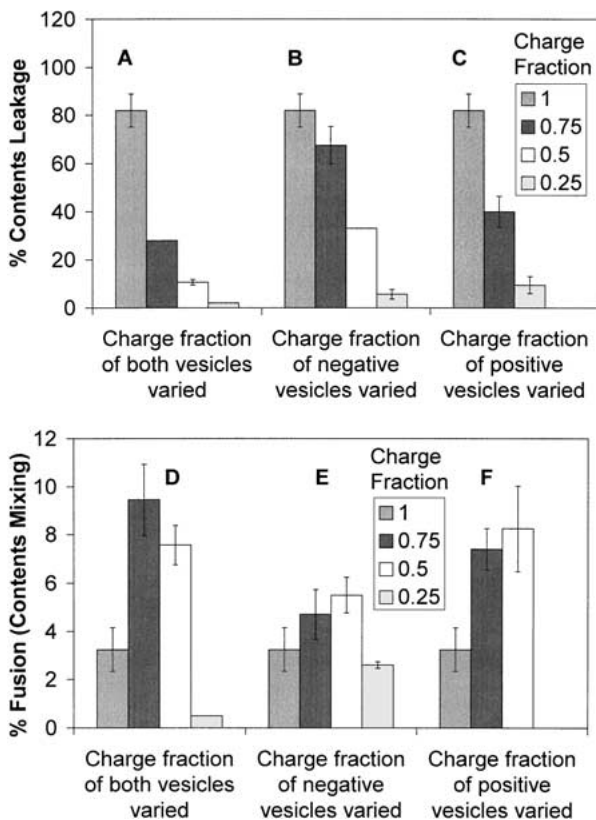 % Contents Leakage
120
100
80
60
40
20
0
A
B
C
Charge
Fraction
1
0.75
0.5
0.25
Charge fraction
of both vesicles
varied
Charge fraction
of negative
vesicles varied
Charge fraction
of positive
vesicles varied
% Fusion (Contents Mixing)
12
10
8
6
4
2
0
D
E
F
Charge
Fraction
1
0.75
0.5
0.25
Charge fraction
of both vesicles
varied
Charge fraction
of negative
vesicles varied
Charge fraction
of positive
vesicles varied